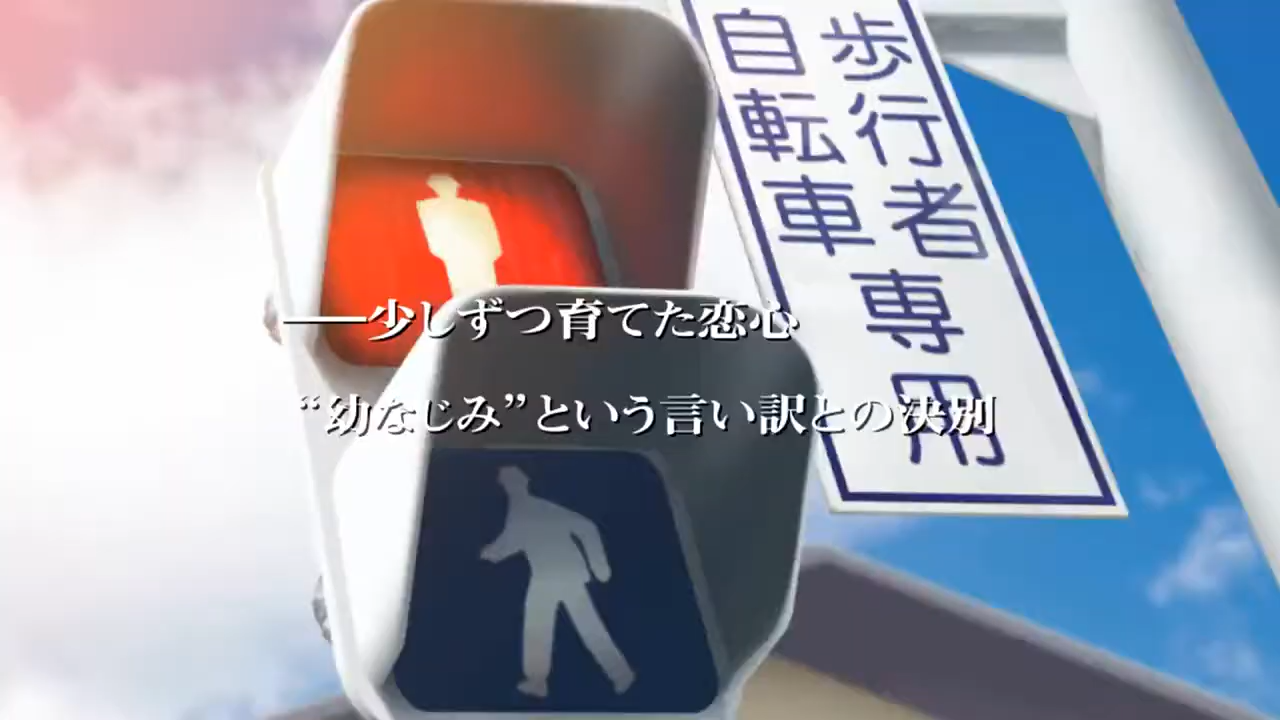 歩行者専用
自転車
──少しずつ育てた恋心
“幼なじみ”という言い訳との決別